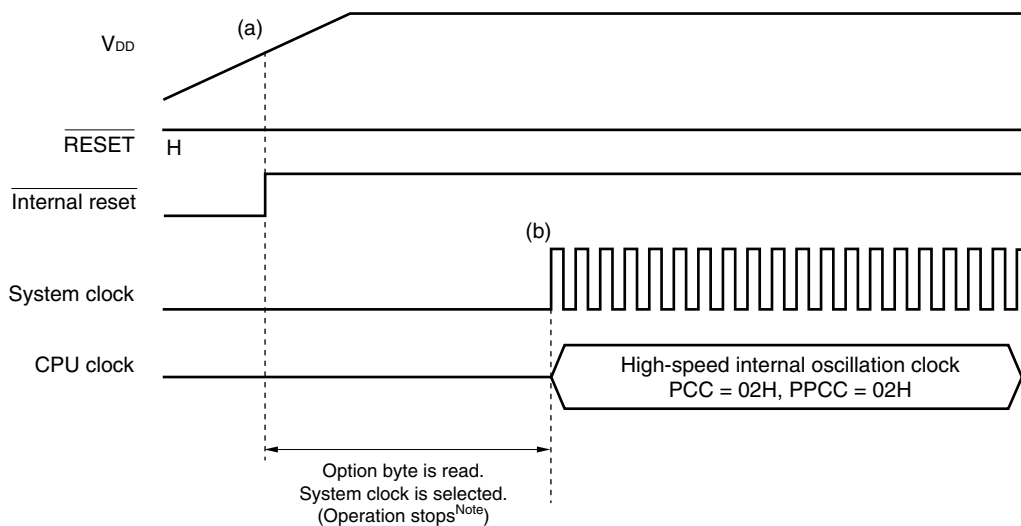 (a)
VDD
RESET
H
Internal reset
(b)
System clock
CPU clock
High-speed internal oscillation clock
PCC = 02H, PPCC = 02H
Option byte is read.
System clock is selected.
(Operation stopsNote)